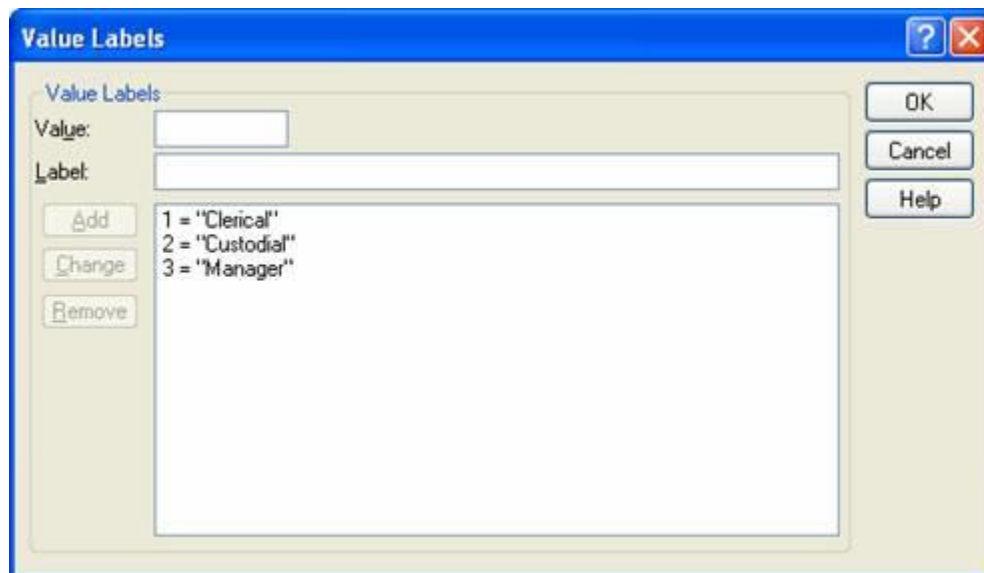 Value Labels
Value Labels
Value:
Label:
Add
Change
Remove
1 = "Clerical"
2 = "Custodial"
3 = "Manager"
OK
Cancel
Help